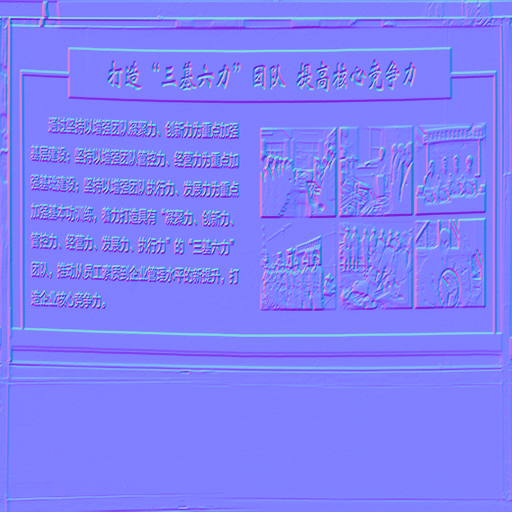 打造“三基六力”团队 提高核心竞争力
通过坚持以增强团队凝聚力、创新力为重点加强
基层建设；坚持以增强团队管控力、经营力为重点加
强基础建设；坚持以增强团队执行力、发展力为重点
加强基本功训练，着力打造具有“凝聚力、创新力、
管控力、经营力、发展力、执行力”的“三基六力”
团队，推动从员工素质到企业管理水平的新提升，打
造企业核心竞争力。